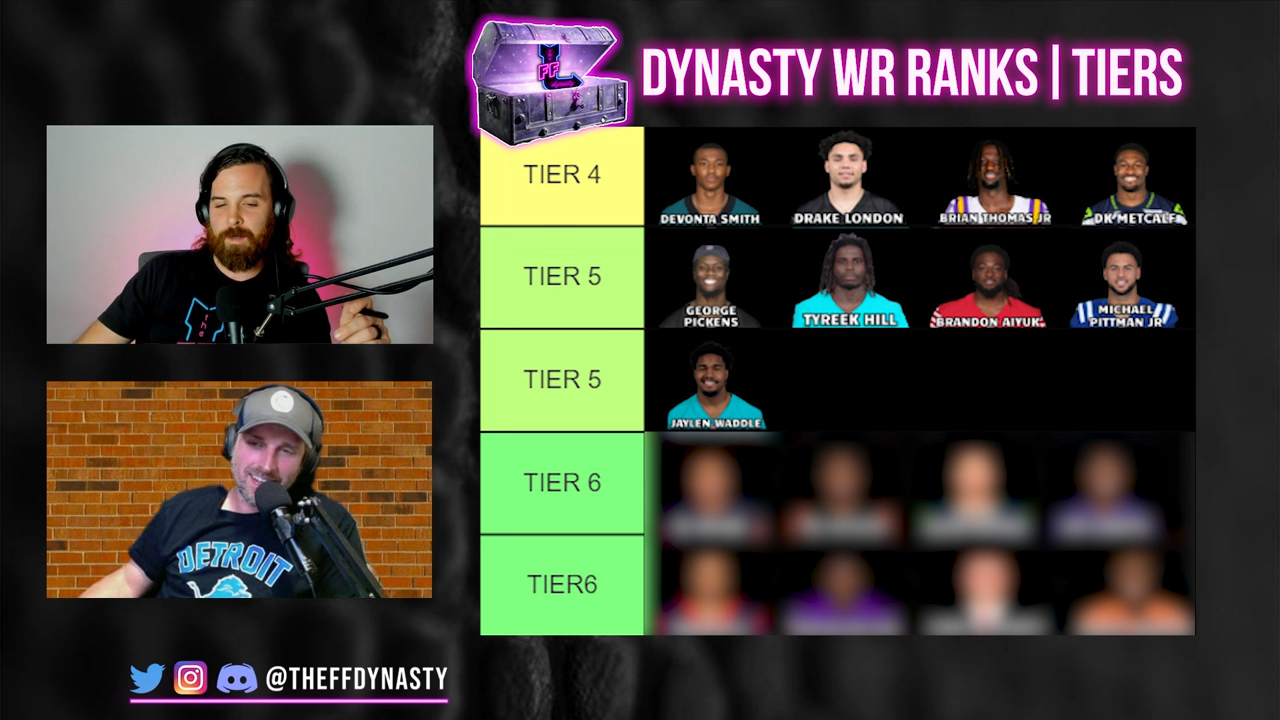 DYNASTY WR RANKS | TIERS
FF
TIER 4
DEVONTA SMITH
DRAKE LONDON
BRIAN THOMAS JR
DK METCALF
TIER 5
GEORGE
PICKENS
TYREEK HILL
BRANDON AIYUK
MICHAEL
PITTMAN JR
TIER 5
JAYLEN WADDLE
TIER 6
TIER6
DETROIT
@THEFFDYNASTY